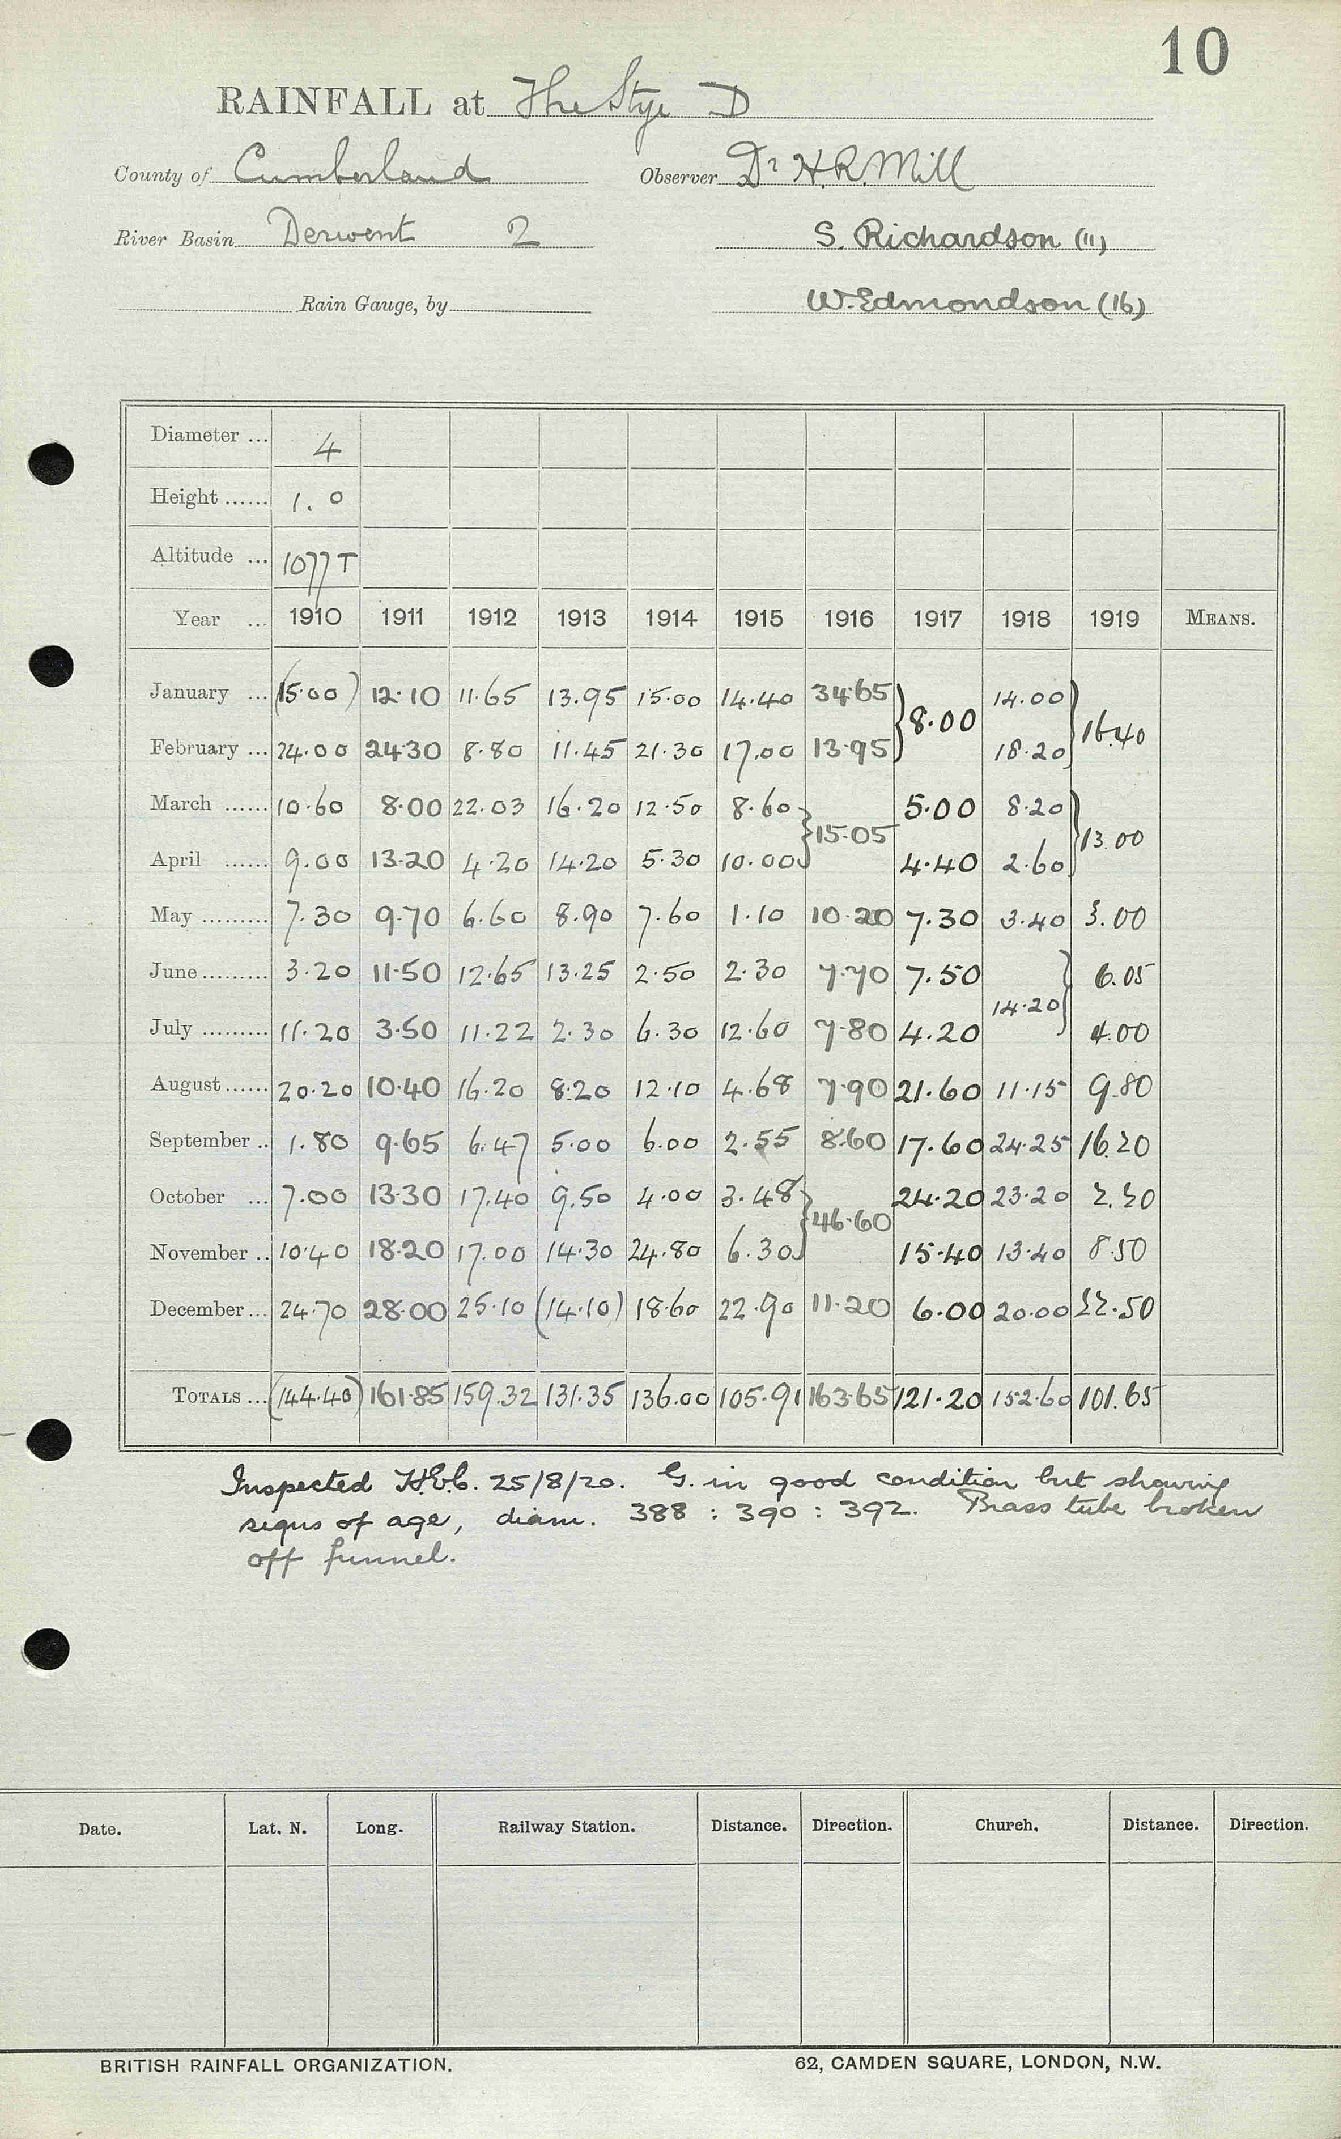 10
RAINFALL at The Stye D
County of Cumberland Observer Dr H.R. Mill
River Basin Derwent 2 S. Richardson (11)
Rain Gauge, by W. Edmondson (16)
Diameter ... 4
Height ...... 1.0
Altitude ... 1077 T
Year ... 1910 1911 1912 1913 1914 1915 1916 1917 1918 1919 MEANS.
January ... (15.00) 12.10 11.65 13.95 15.00 14.40 34.65 } 8.00 14.00 } 16.40
February ... 24.00 24.30 8.80 11.45 21.30 17.00 13.95 18.20
March ...... 10.60 8.00 22.03 16.20 12.50 8.60 } 15.05 5.00 8.20 } 13.00
April ...... 9.00 13.20 4.20 14.20 5.30 10.00 4.40 2.60
May ......... 7.30 9.70 6.60 8.90 7.60 1.10 10.20 7.30 3.40 3.00
June ......... 3.20 11.50 12.65 13.25 2.50 2.30 7.70 7.50 14.20 } 6.05
July ......... 11.20 3.50 11.22 2.30 6.30 12.60 7.80 4.20 4.00
August ...... 20.20 10.40 16.20 8.20 12.10 4.68 7.90 21.60 11.15 9.80
September .. 1.80 9.65 6.47 5.00 6.00 2.55 8.60 17.60 24.25 16.20
October ... 7.00 13.30 17.40 9.50 4.00 3.48 } 46.60 24.20 23.20 2.20
November .. 10.40 18.20 17.00 14.30 24.80 6.30 15.40 13.40 8.50
December ... 24.70 28.00 25.10 (14.10) 18.60 22.90 11.20 6.00 20.00 22.50
TOTALS ... (144.40) 161.85 159.32 131.35 136.00 105.91 163.65 121.20 152.60 101.65
Inspected 25/8/20. G. in good condition but showing
signs of age, diam. 388 : 390 : 392. Brass tube broken
off funnel.
Date. Lat. N. Long. Railway Station. Distance. Direction. Church. Distance. Direction.
BRITISH RAINFALL ORGANIZATION. 62, CAMDEN SQUARE, LONDON, N.W.